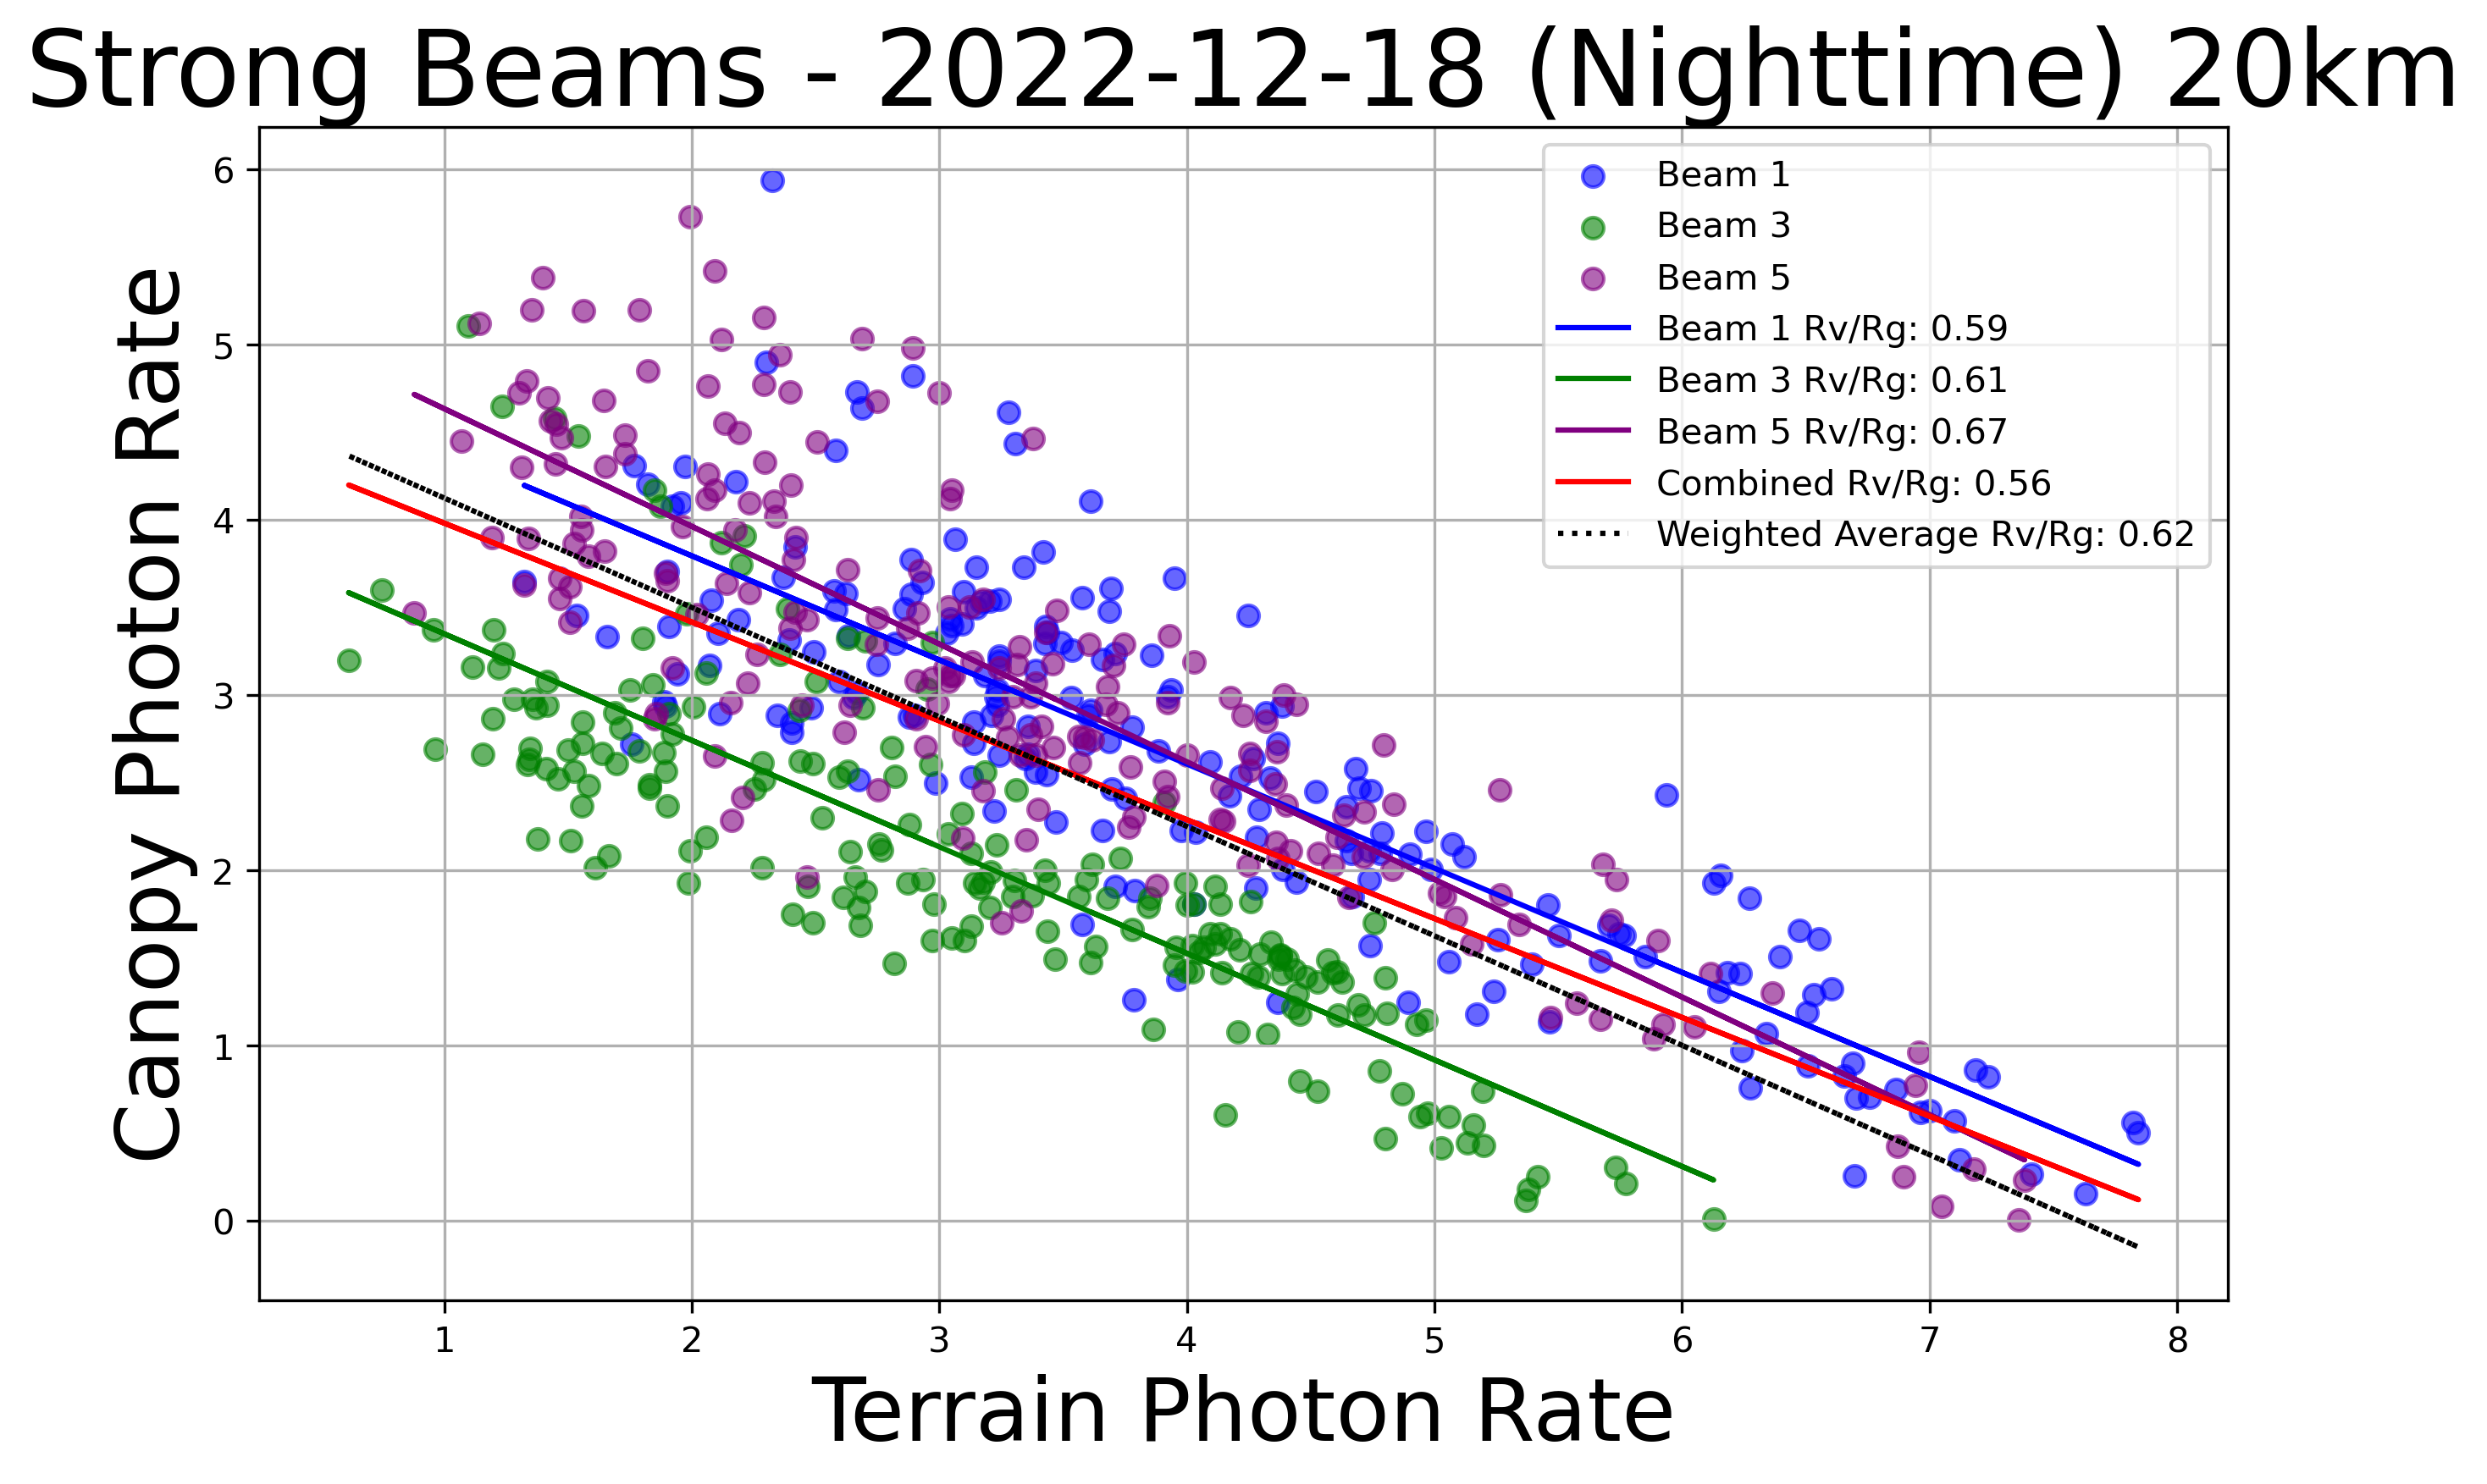 Strong Beams - 2022-12-18 (Nighttime) 20km
Canopy Photon Rate
6
5
4
3
2
1
0
Beam 1
Beam 3
Beam 5
Beam 1 Rv/Rg: 0.59
Beam 3 Rv/Rg: 0.61
Beam 5 Rv/Rg: 0.67
Combined Rv/Rg: 0.56
Weighted Average Rv/Rg: 0.62
1 2 3 4 5 6 7 8
Terrain Photon Rate